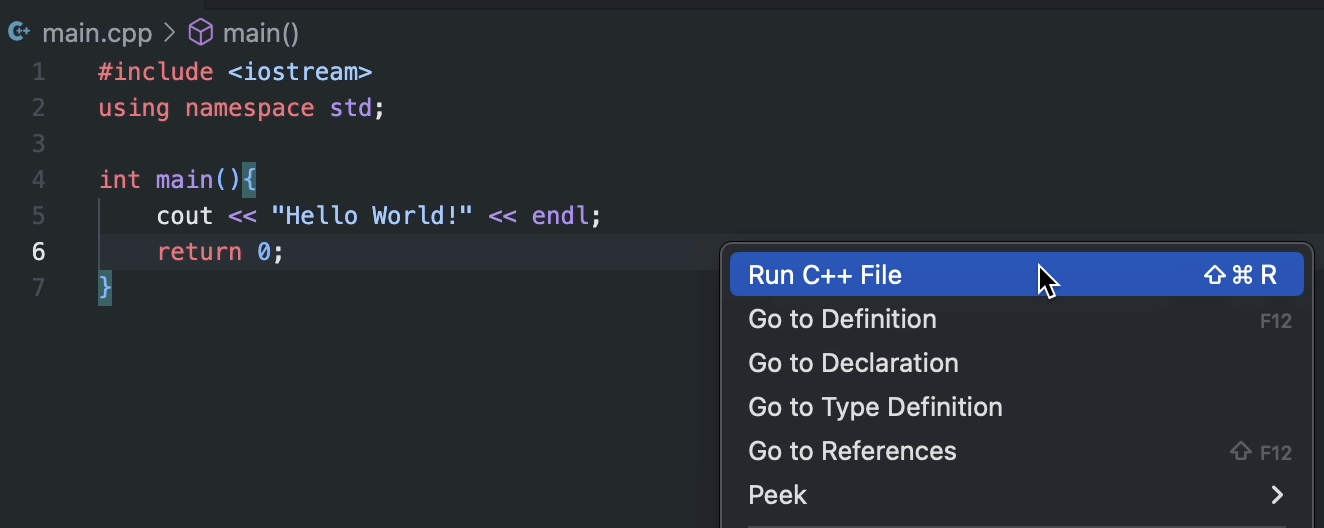 main.cpp > main()
1 #include <iostream>
2 using namespace std;
3
4 int main(){
5     cout << "Hello World!" << endl;
6     return 0;
7 }
Run C++ File ⇧⌘R
Go to Definition F12
Go to Declaration
Go to Type Definition
Go to References ⇧F12
Peek >